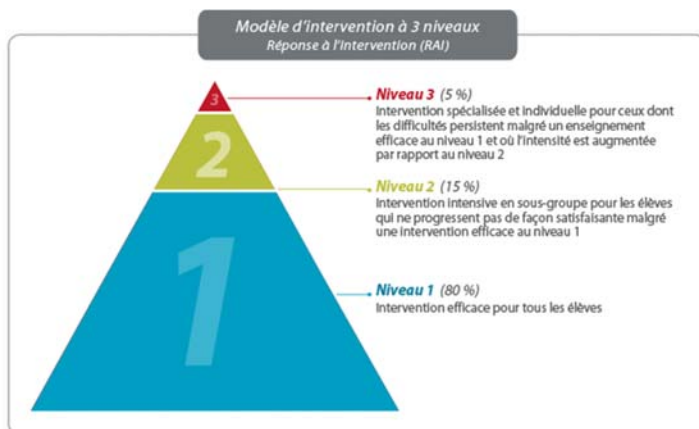 Modèle d'intervention à 3 niveaux
Réponse à l'intervention (RAI)
3
Niveau 3 (5 %)
Intervention spécialisée et individuelle pour ceux dont
les difficultés persistent malgré un enseignement
efficace au niveau 1 et où l'intensité est augmentée
par rapport au niveau 2
2
Niveau 2 (15 %)
Intervention intensive en sous-groupe pour les élèves
qui ne progressent pas de façon satisfaisante malgré
une intervention efficace au niveau 1
1
Niveau 1 (80 %)
Intervention efficace pour tous les élèves